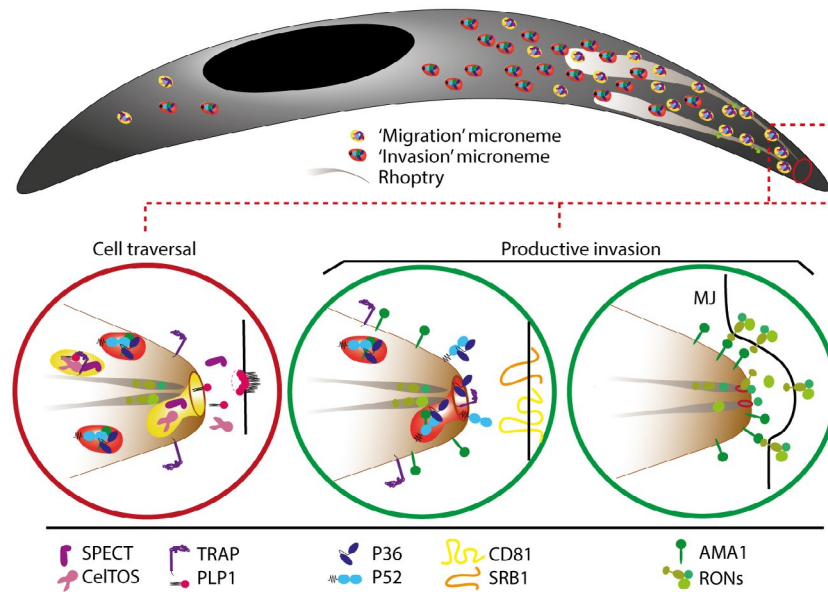 'Migration' microneme
'Invasion' microneme
Rhoptry
Cell traversal
Productive invasion
MJ
SPECT
CelTOS
TRAP
PLP1
P36
P52
CD81
SRB1
AMA1
RONs